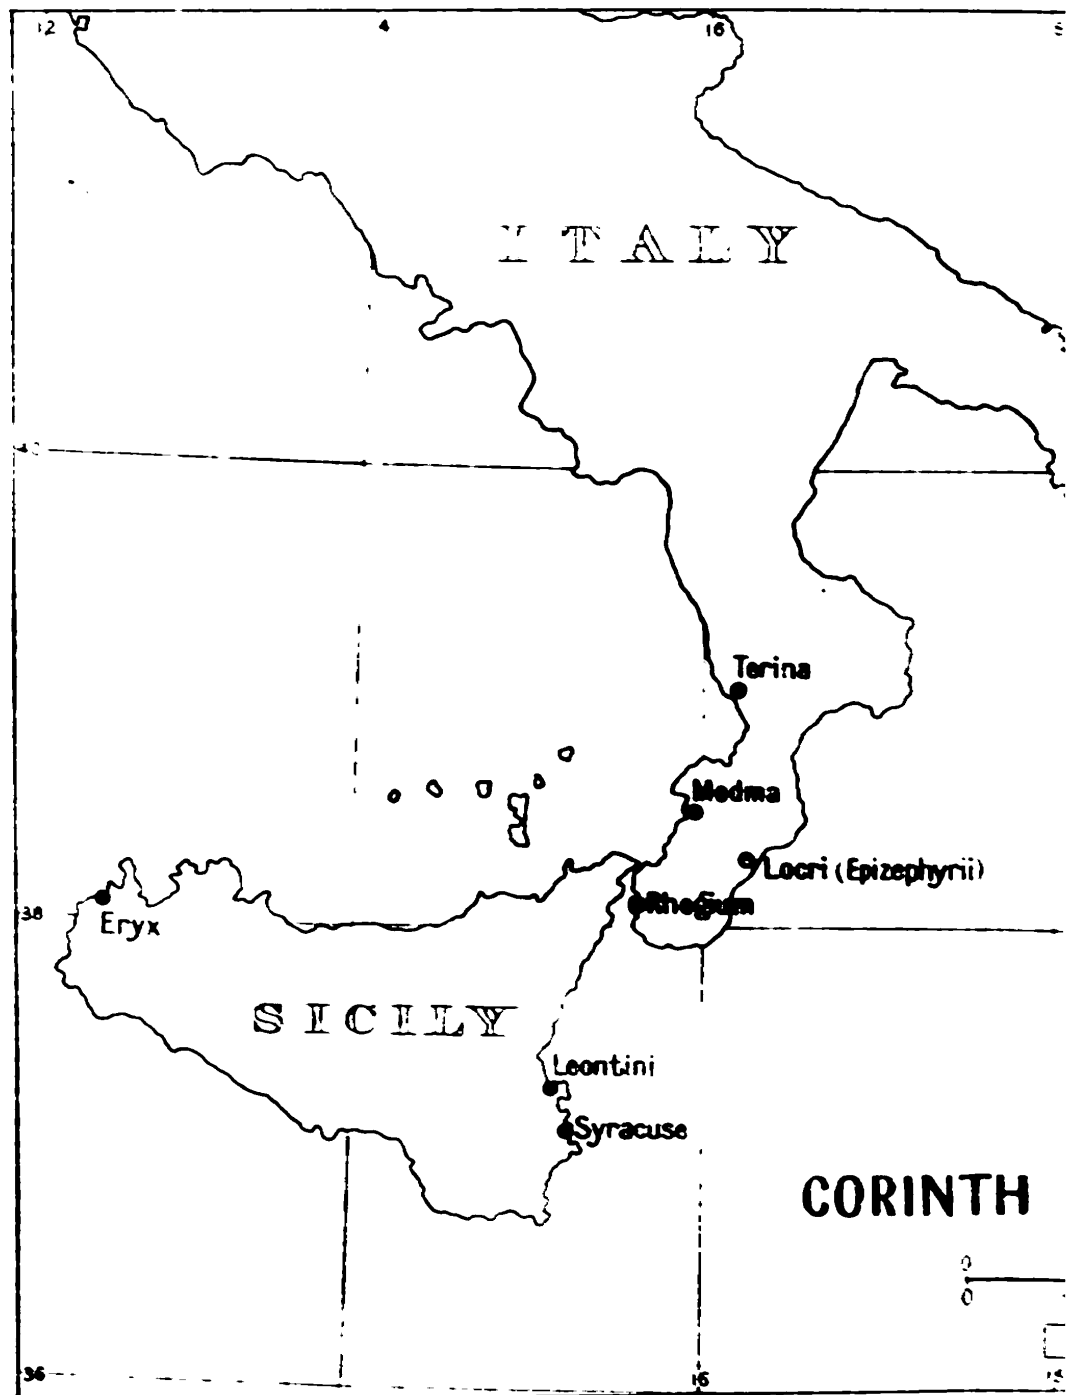 12 4 16
ITALY
40
Terina
Medma
Locri (Epizephyrii)
38
Eryx
Rhegium
SICILY
Leontini
Syracuse
CORINTH
0
0
36 16